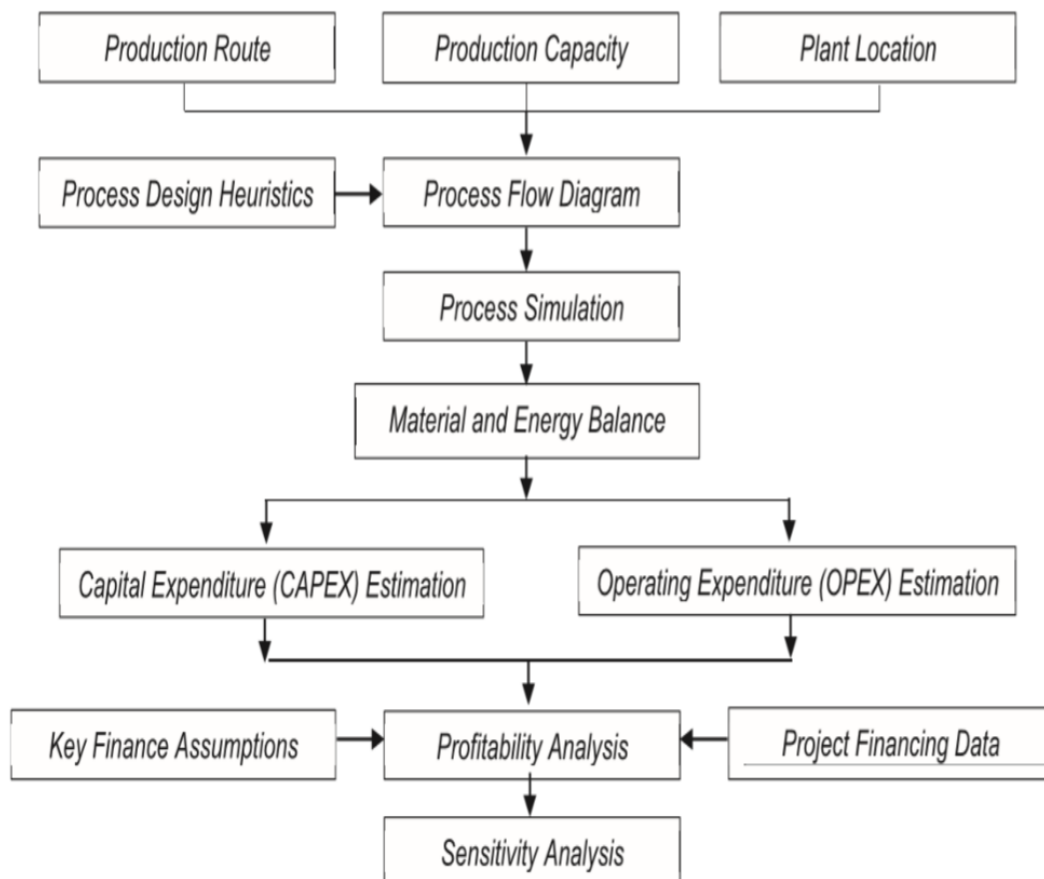 Production Route
Production Capacity
Plant Location
Process Design Heuristics
Process Flow Diagram
Process Simulation
Material and Energy Balance
Capital Expenditure (CAPEX) Estimation
Operating Expenditure (OPEX) Estimation
Key Finance Assumptions
Profitability Analysis
Project Financing Data
Sensitivity Analysis